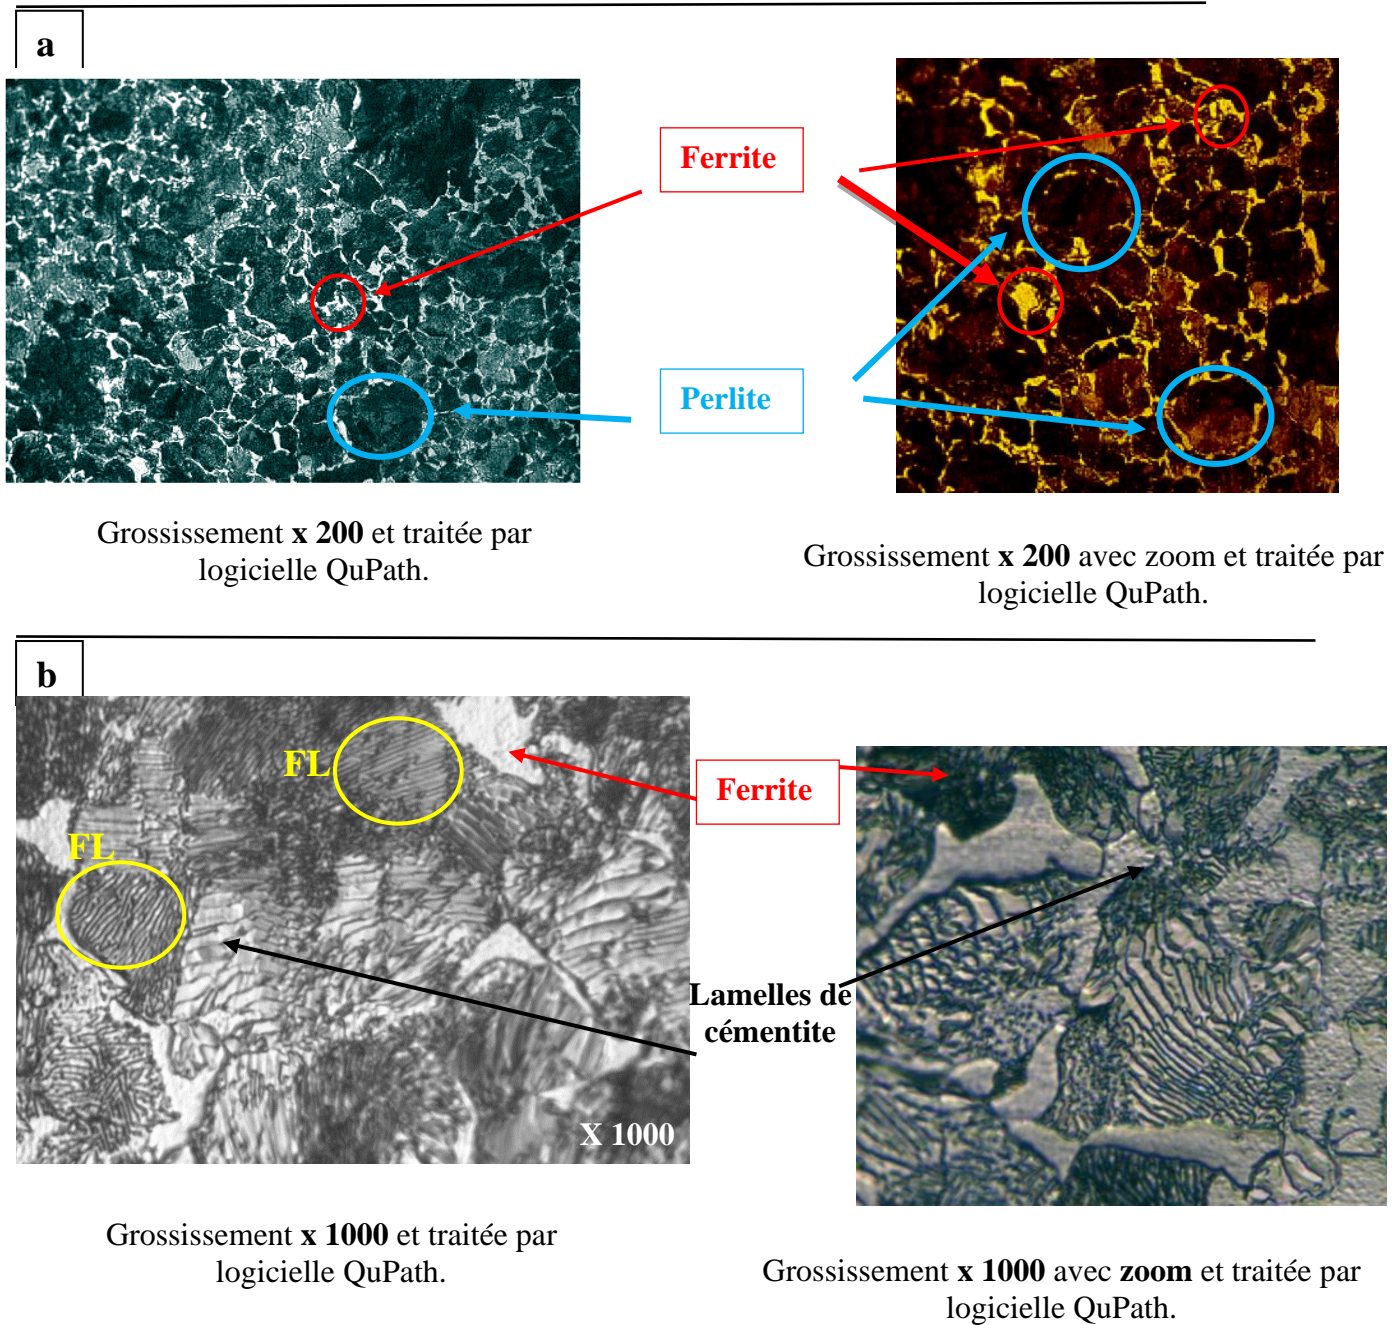 a
Ferrite
Perlite
Grossissement x 200 et traitée par
logicielle QuPath.
Grossissement x 200 avec zoom et traitée par
logicielle QuPath.
b
FL
FL
Ferrite
Lamelles de
cémentite
X 1000
Grossissement x 1000 et traitée par
logicielle QuPath.
Grossissement x 1000 avec zoom et traitée par
logicielle QuPath.